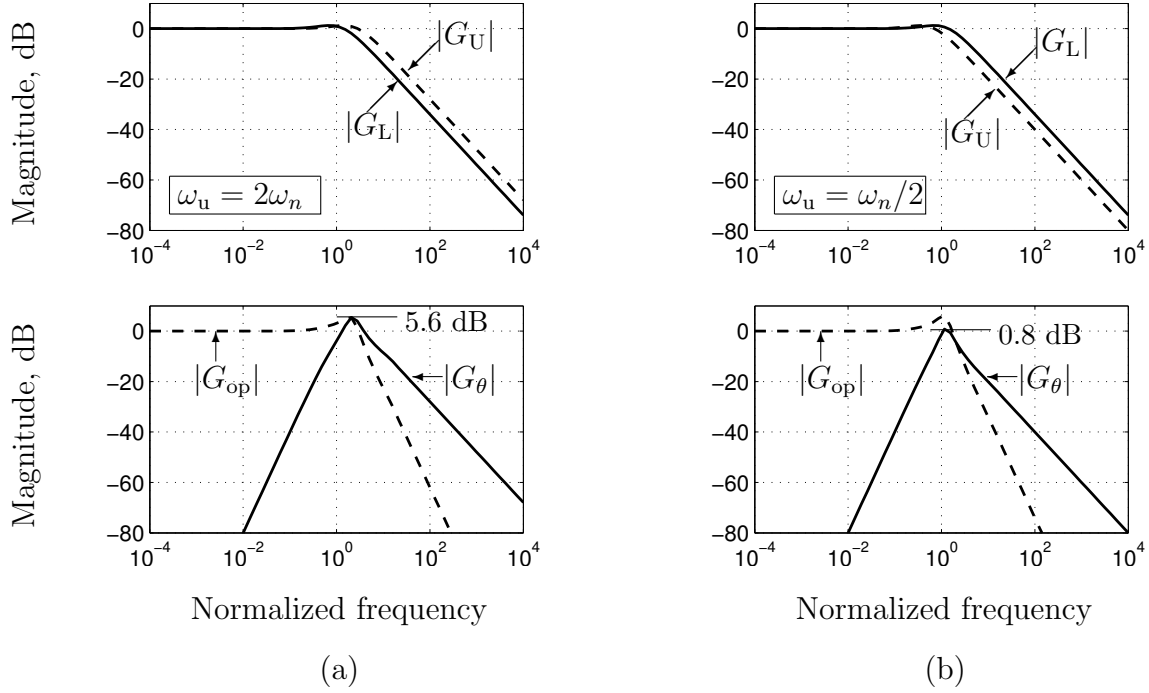 Magnitude, dB
0
−20
−40
−60
−80
|G_U|
|G_L|
ω_u = 2ω_n
10^−4 10^−2 10^0 10^2 10^4
0
−20
−40
−60
−80
|G_L|
|G_U|
ω_u = ω_n/2
10^−4 10^−2 10^0 10^2 10^4
Magnitude, dB
0
−20
−40
−60
−80
5.6 dB
|G_op|
|G_θ|
10^−4 10^−2 10^0 10^2 10^4
Normalized frequency
(a)
0
−20
−40
−60
−80
0.8 dB
|G_op|
|G_θ|
10^−4 10^−2 10^0 10^2 10^4
Normalized frequency
(b)